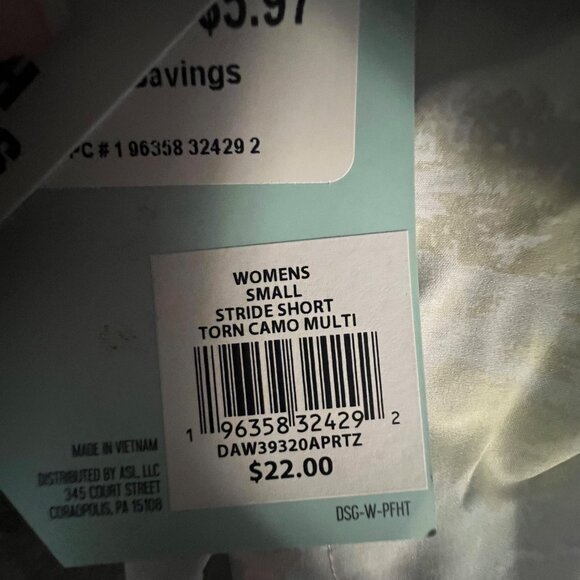 $5.97
Savings
PC # 1 96358 32429 2
WOMENS
SMALL
STRIDE SHORT
TORN CAMO MULTI
1 96358 32429 2
DAW39320APRTZ
$22.00
MADE IN VIETNAM
DISTRIBUTED BY ASL, LLC
345 COURT STREET
CORAOPOLIS, PA 15108
DSG-W-PFHT